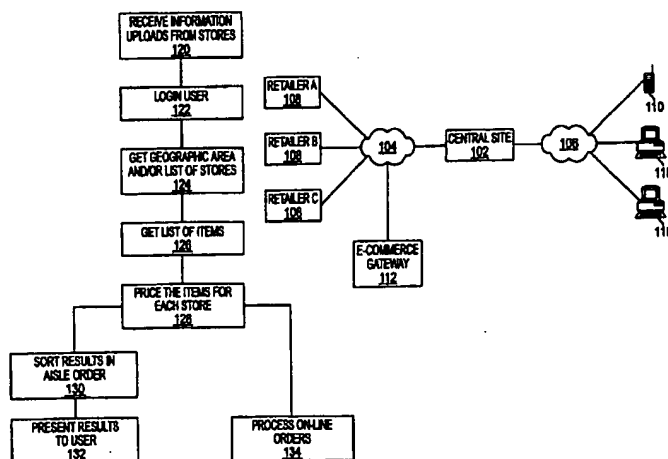 RECEIVE INFORMATION
UPLOADS FROM STORES
120
LOGIN USER
122
GET GEOGRAPHIC AREA
AND/OR LIST OF STORES
124
GET LIST OF ITEMS
126
PRICE THE ITEMS FOR
EACH STORE
128
SORT RESULTS IN
AISLE ORDER
130
PRESENT RESULTS
TO USER
132
PROCESS ON-LINE
ORDERS
134
RETAILER A
108
RETAILER B
108
RETAILER C
108
104
CENTRAL SITE
102
106
E-COMMERCE
GATEWAY
112
110